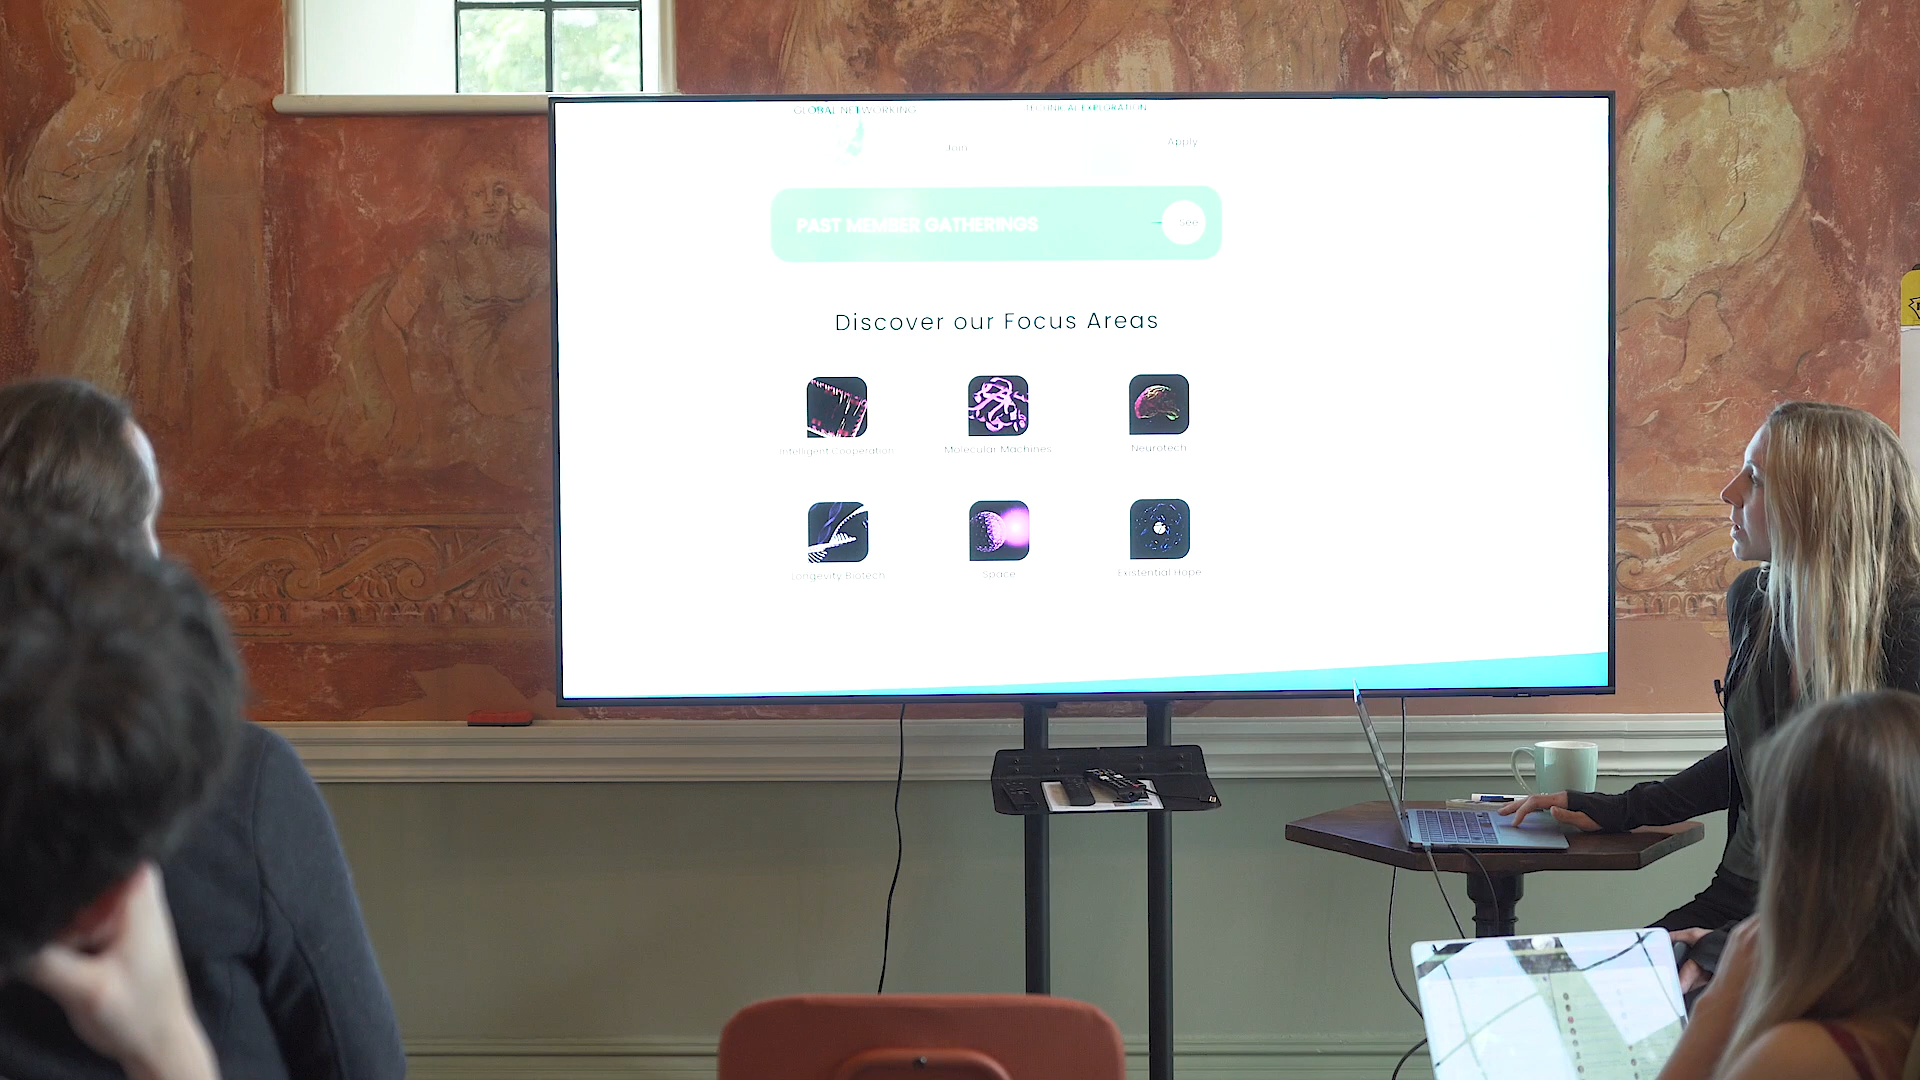 GLOBAL NETWORKING
TECHNICAL EXPLORATION
Join
Apply
PAST MEMBER GATHERINGS
See
Discover our Focus Areas
Intelligent Cooperation
Molecular Machines
Neurotech
Longevity Biotech
Space
Existential Hope